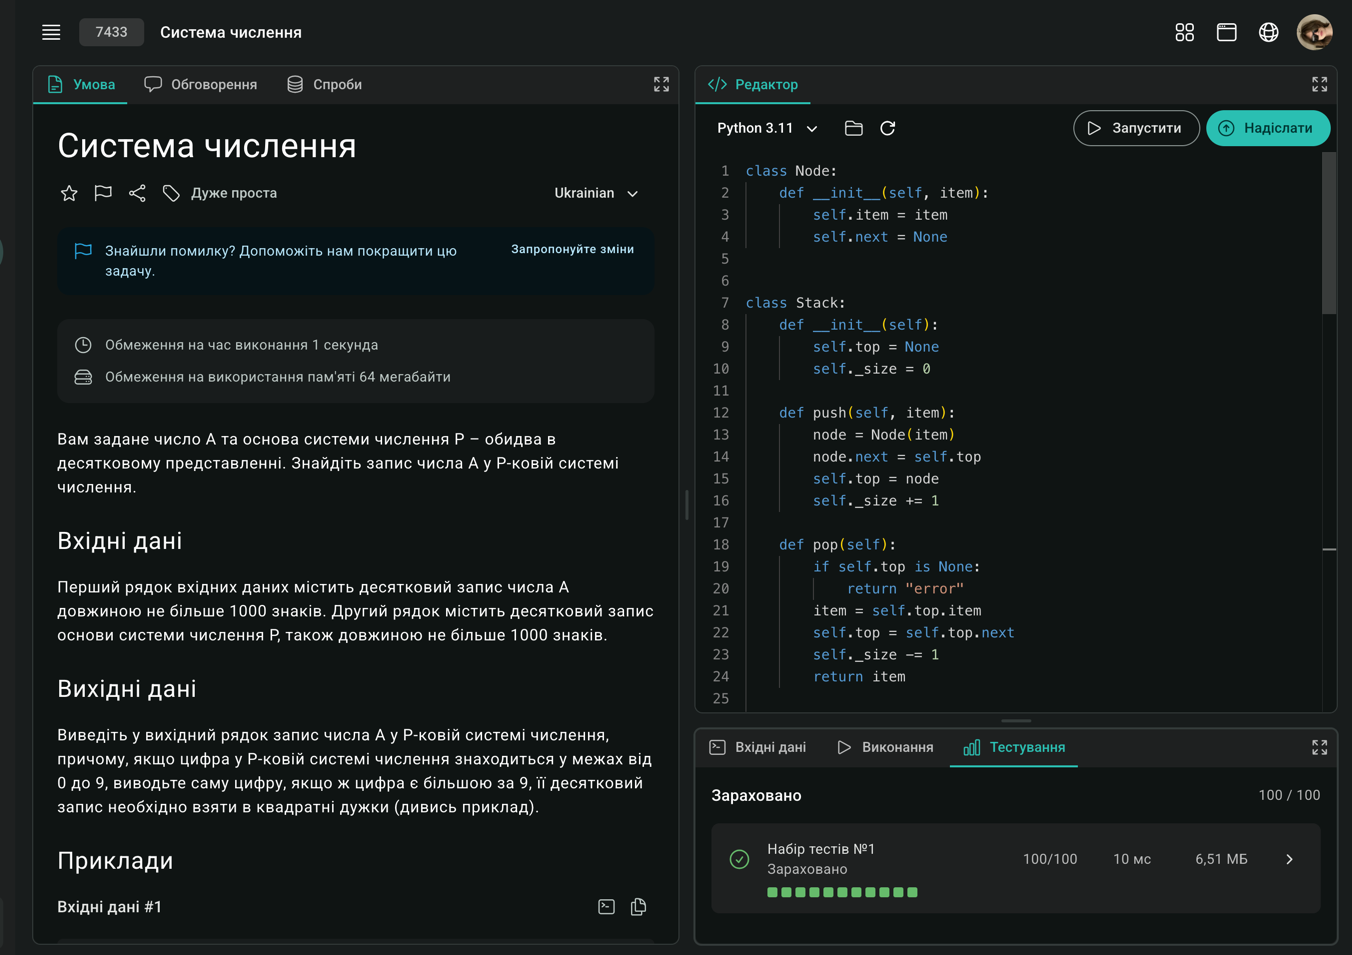 7433
Система числення
Умова
Обговорення
Спроби
Система числення
Дуже проста
Ukrainian
Знайшли помилку? Допоможіть нам покращити цю
задачу.
Запропонуйте зміни
Обмеження на час виконання 1 секунда
Обмеження на використання пам'яті 64 мегабайти
Вам задане число A та основа системи числення P – обидва в
десятковому представленні. Знайдіть запис числа A у P-ковій системі
числення.
Вхідні дані
Перший рядок вхідних даних містить десятковий запис числа A
довжиною не більше 1000 знаків. Другий рядок містить десятковий запис
основи системи числення P, також довжиною не більше 1000 знаків.
Вихідні дані
Виведіть у вихідний рядок запис числа A у P-ковій системі числення,
причому, якщо цифра у P-ковій системі числення знаходиться у межах від
0 до 9, виводьте саму цифру, якщо ж цифра є більшою за 9, її десятковий
запис необхідно взяти в квадратні дужки (дивись приклад).
Приклади
Вхідні дані #1
</> Редактор
Python 3.11
Запустити
Надіслати
1 class Node:
2     def __init__(self, item):
3         self.item = item
4         self.next = None
5
6
7 class Stack:
8     def __init__(self):
9         self.top = None
10         self._size = 0
11
12     def push(self, item):
13         node = Node(item)
14         node.next = self.top
15         self.top = node
16         self._size += 1
17
18     def pop(self):
19         if self.top is None:
20             return "error"
21         item = self.top.item
22         self.top = self.top.next
23         self._size -= 1
24         return item
25
Вхідні дані
Виконання
Тестування
Зараховано
100 / 100
Набір тестів №1
Зараховано
100/100
10 мс
6,51 МБ